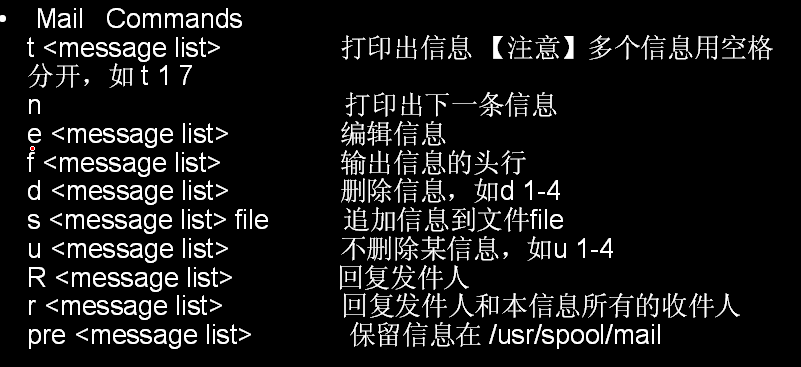 • Mail Commands
t <message list> 打印出信息 【注意】多个信息用空格
分开，如 t 1 7
n 打印出下一条信息
e <message list> 编辑信息
f <message list> 输出信息的头行
d <message list> 删除信息，如d 1-4
s <message list> file 追加信息到文件file
u <message list> 不删除某信息，如u 1-4
R <message list> 回复发件人
r <message list> 回复发件人和本信息所有的收件人
pre <message list> 保留信息在 /usr/spool/mail